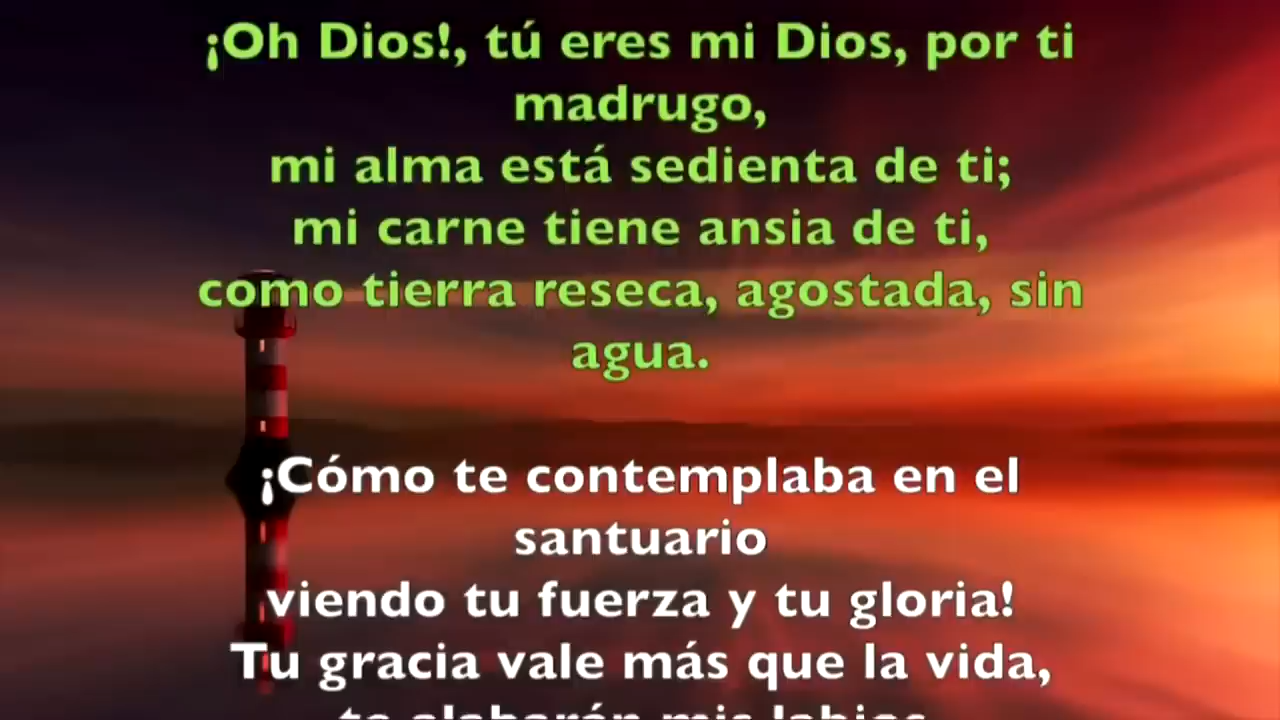 ¡Oh Dios!, tú eres mi Dios, por ti
madrugo,
mi alma está sedienta de ti;
mi carne tiene ansia de ti,
como tierra reseca, agostada, sin
agua.
¡Cómo te contemplaba en el
santuario
viendo tu fuerza y tu gloria!
Tu gracia vale más que la vida,
te alabarán mis labios.